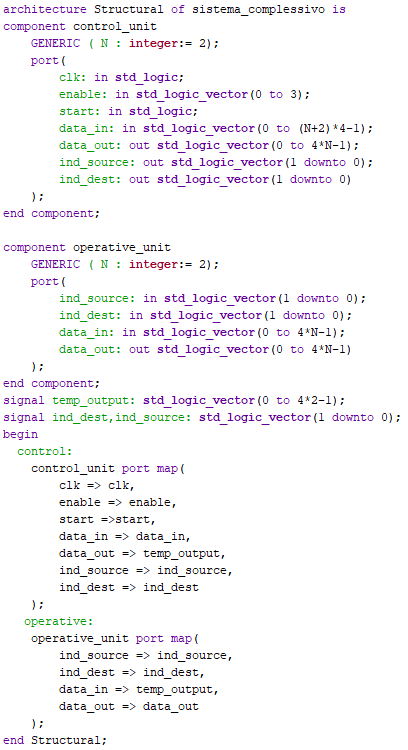 architecture Structural of sistema_complessivo is
component control_unit
    GENERIC ( N : integer:= 2);
    port(
        clk: in std_logic;
        enable: in std_logic_vector(0 to 3);
        start: in std_logic;
        data_in: in std_logic_vector(0 to (N+2)*4-1);
        data_out: out std_logic_vector(0 to 4*N-1);
        ind_source: out std_logic_vector(1 downto 0);
        ind_dest: out std_logic_vector(1 downto 0)
    );
end component;

component operative_unit
    GENERIC ( N : integer:= 2);
    port(
        ind_source: in std_logic_vector(1 downto 0);
        ind_dest: in std_logic_vector(1 downto 0);
        data_in: in std_logic_vector(0 to 4*N-1);
        data_out: out std_logic_vector(0 to 4*N-1)
    );
end component;
signal temp_output: std_logic_vector(0 to 4*2-1);
signal ind_dest,ind_source: std_logic_vector(1 downto 0);
begin
  control:
    control_unit port map(
        clk => clk,
        enable => enable,
        start =>start,
        data_in => data_in,
        data_out => temp_output,
        ind_source => ind_source,
        ind_dest => ind_dest
    );
   operative:
    operative_unit port map(
        ind_source => ind_source,
        ind_dest => ind_dest,
        data_in => temp_output,
        data_out => data_out
    );
end Structural;